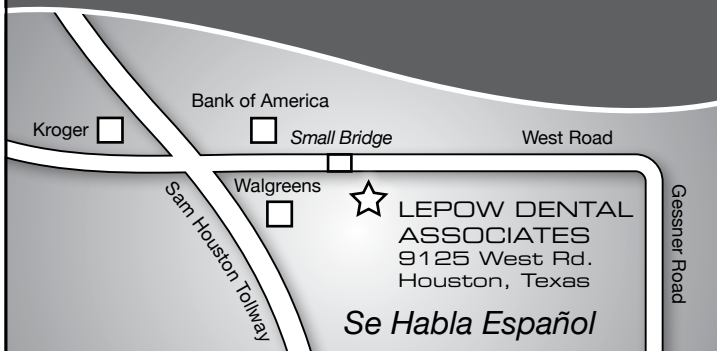 Bank of America
Kroger
Small Bridge
West Road
Walgreens
Sam Houston Tollway
Gessner Road
LEPOW DENTAL
ASSOCIATES
9125 West Rd.
Houston, Texas
Se Habla Español